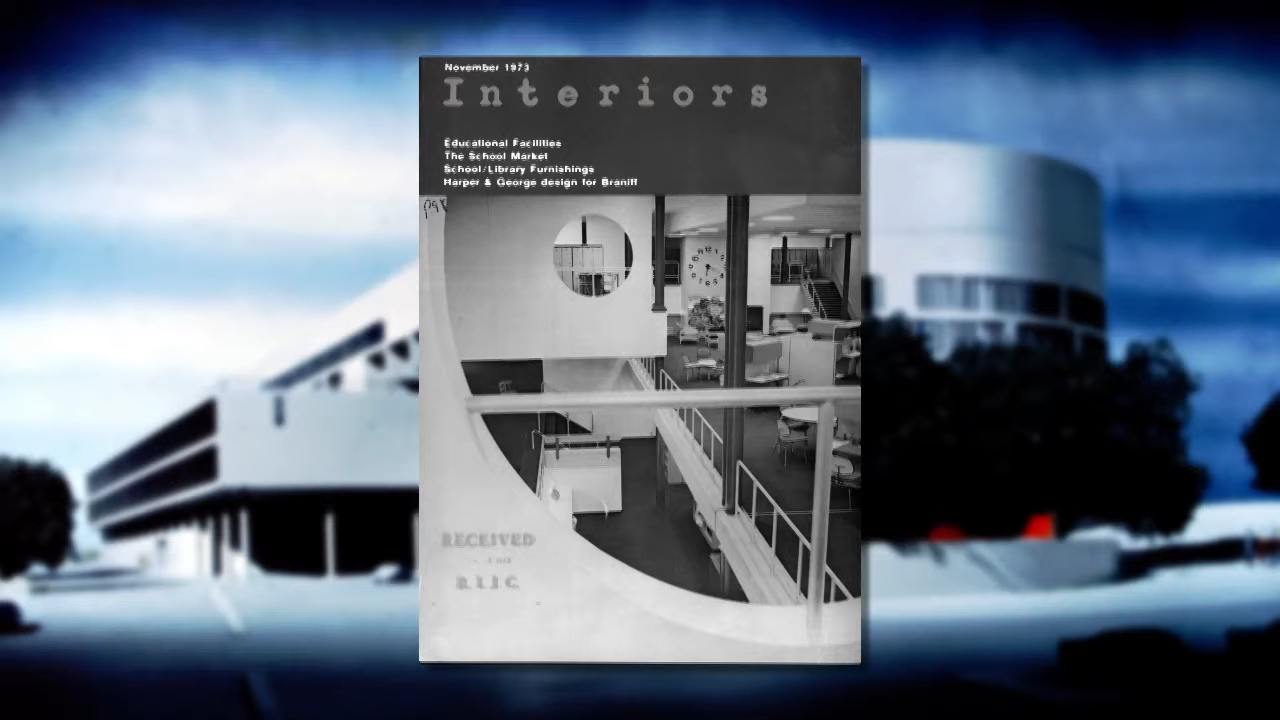 November 1973
Interiors
Educational Facilities
The School Market
School/Library Furnishings
Harper & George design for Braniff
RECEIVED